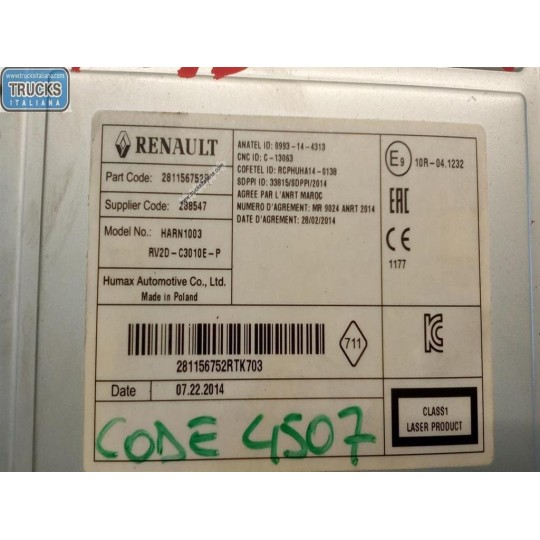 www.trucksitaliana.com
TRUCKS
ITALIANA
RENAULT
Part Code: 281156752R
Supplier Code: 238547
Model No.: HARN1003
RV2D-C3010E-P
Humax Automotive Co., Ltd.
Made in Poland
ANATEL ID: 0993-14-4313
CNC ID: C-13063
COFETEL ID: RCPHUHA14-0138
SDPPI ID: 33815/SDPPI/2014
AGREE PAR L'ANRT MAROC
NUMERO D'AGREMENT: MR 9024 ANRT 2014
DATE D'AGREMENT: 28/02/2014
E9 10R-04.1232
EAC
CE
1177
281156752RTK703
711
Date 07.22.2014
CLASS1
LASER PRODUCT
CODE 4507